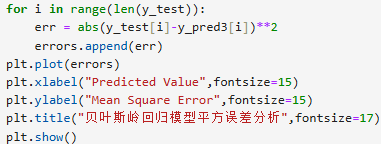 for i in range(len(y_test)):
    err = abs(y_test[i]-y_pred3[i])**2
    errors.append(err)
plt.plot(errors)
plt.xlabel("Predicted Value",fontsize=15)
plt.ylabel("Mean Square Error",fontsize=15)
plt.title("贝叶斯岭回归模型平方误差分析",fontsize=17)
plt.show()